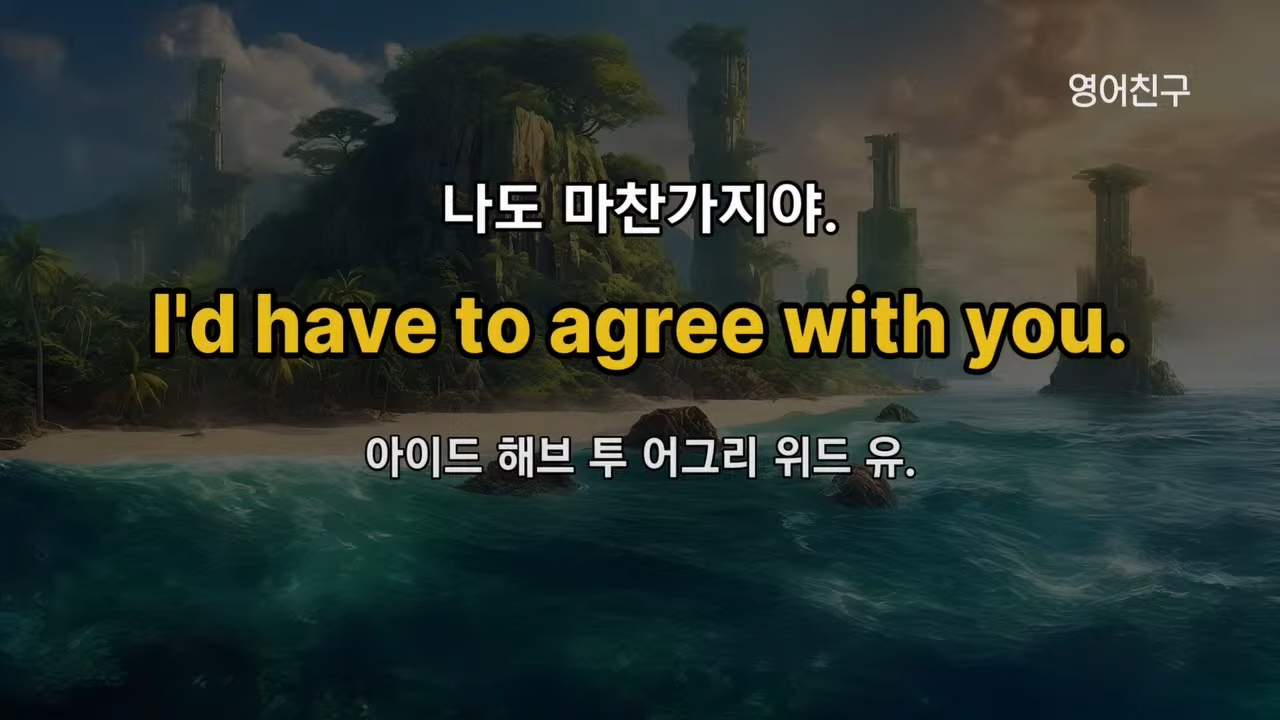 영어친구
나도 마찬가지야.
I'd have to agree with you.
아이드 해브 투 어그리 위드 유.